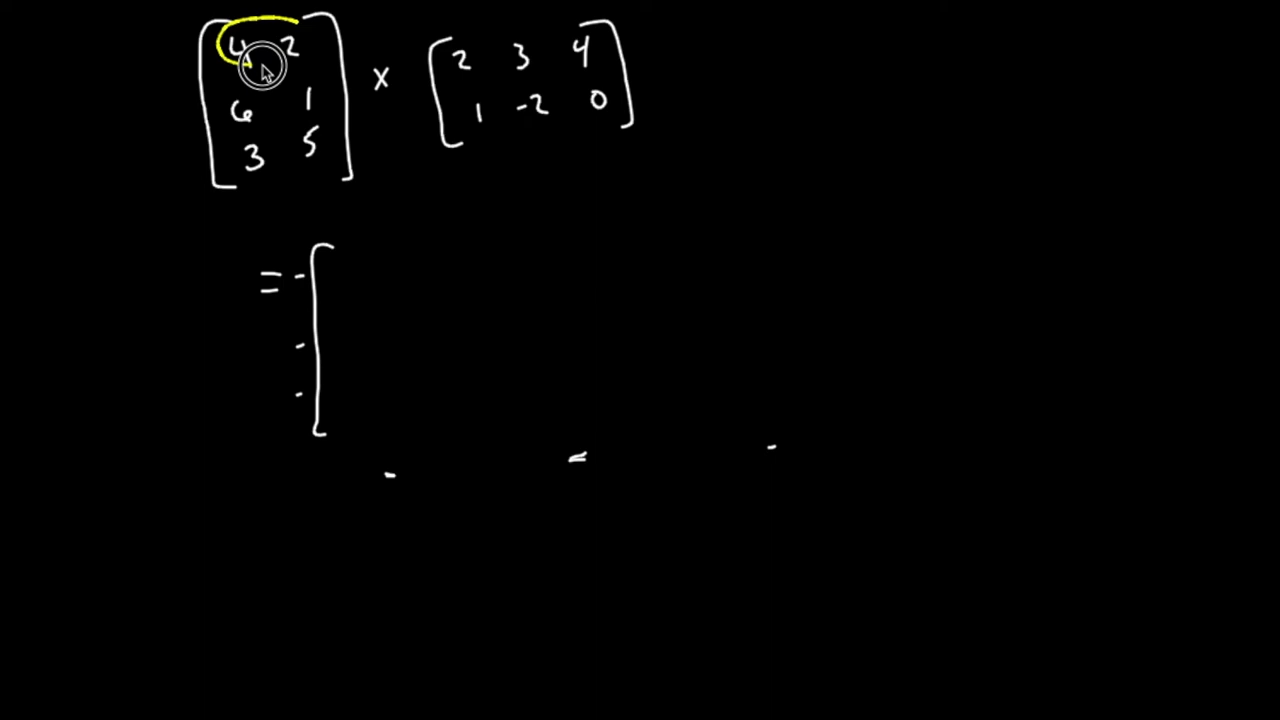 4 2 × 2 3 4
6 1 1 -2 0
3 5
= -
-
-
- = -